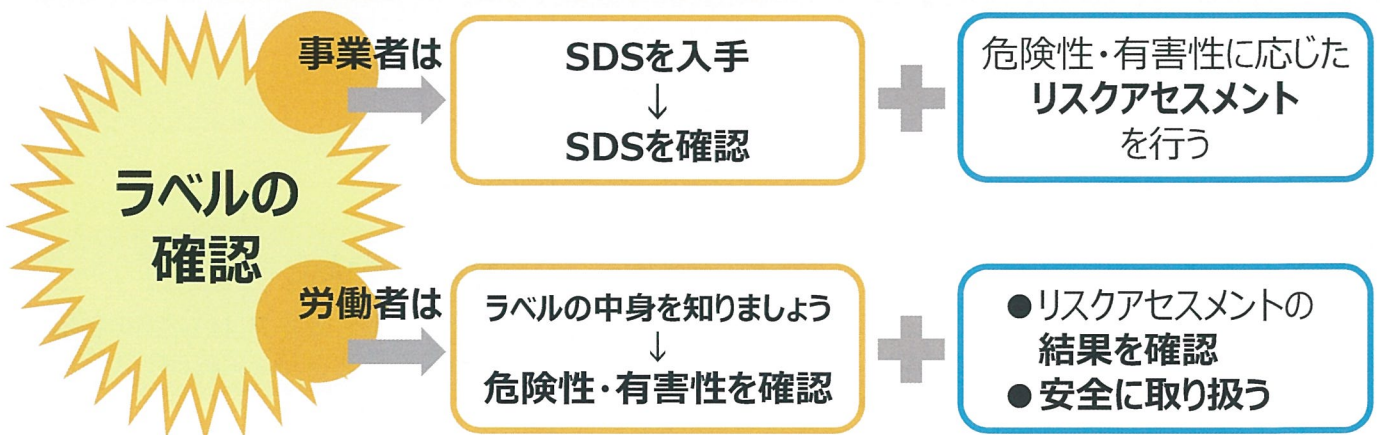 ラベルの
確認
事業者は
SDSを入手
↓
SDSを確認
危険性・有害性に応じた
リスクアセスメント
を行う
労働者は
ラベルの中身を知りましょう
↓
危険性・有害性を確認
●リスクアセスメントの
結果を確認
●安全に取り扱う